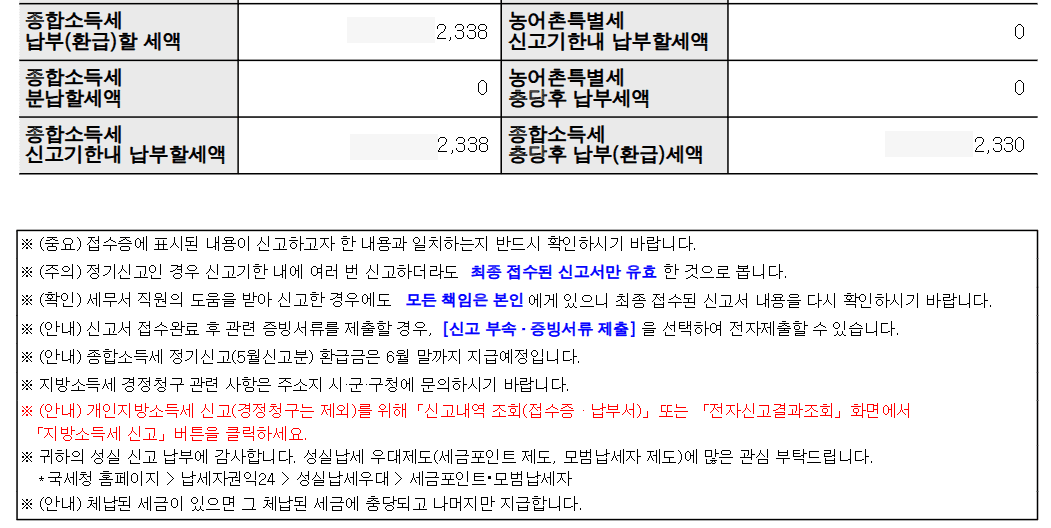 종합소득세
납부(환급)할 세액
2,338
농어촌특별세
신고기한내 납부할세액
0
종합소득세
분납할세액
0
농어촌특별세
충당후 납부세액
0
종합소득세
신고기한내 납부할세액
2,338
종합소득세
충당후 납부(환급)세액
2,330
※ (중요) 접수증에 표시된 내용이 신고하고자 한 내용과 일치하는지 반드시 확인하시기 바랍니다.
※ (주의) 정기신고인 경우 신고기한 내에 여러 번 신고하더라도 최종 접수된 신고서만 유효 한 것으로 봅니다.
※ (확인) 세무서 직원의 도움을 받아 신고한 경우에도 모든 책임은 본인 에게 있으니 최종 접수된 신고서 내용을 다시 확인하시기 바랍니다.
※ (안내) 신고서 접수완료 후 관련 증빙서류를 제출할 경우, [신고 부속·증빙서류 제출] 을 선택하여 전자제출할 수 있습니다.
※ (안내) 종합소득세 정기신고(5월신고분) 환급금은 6월 말까지 지급예정입니다.
※ 지방소득세 경정청구 관련 사항은 주소지 시·군·구청에 문의하시기 바랍니다.
※ (안내) 개인지방소득세 신고(경정청구는 제외)를 위해 「신고내역 조회(접수증·납부서)」 또는 「전자신고결과조회」 화면에서
「지방소득세 신고」 버튼을 클릭하세요.
※ 귀하의 성실 신고 납부에 감사합니다. 성실납세 우대제도(세금포인트 제도, 모범납세자 제도)에 많은 관심 부탁드립니다.
*국세청 홈페이지 > 납세자권익24 > 성실납세우대 > 세금포인트•모범납세자
※ (안내) 체납된 세금이 있으면 그 체납된 세금에 충당되고 나머지만 지급합니다.